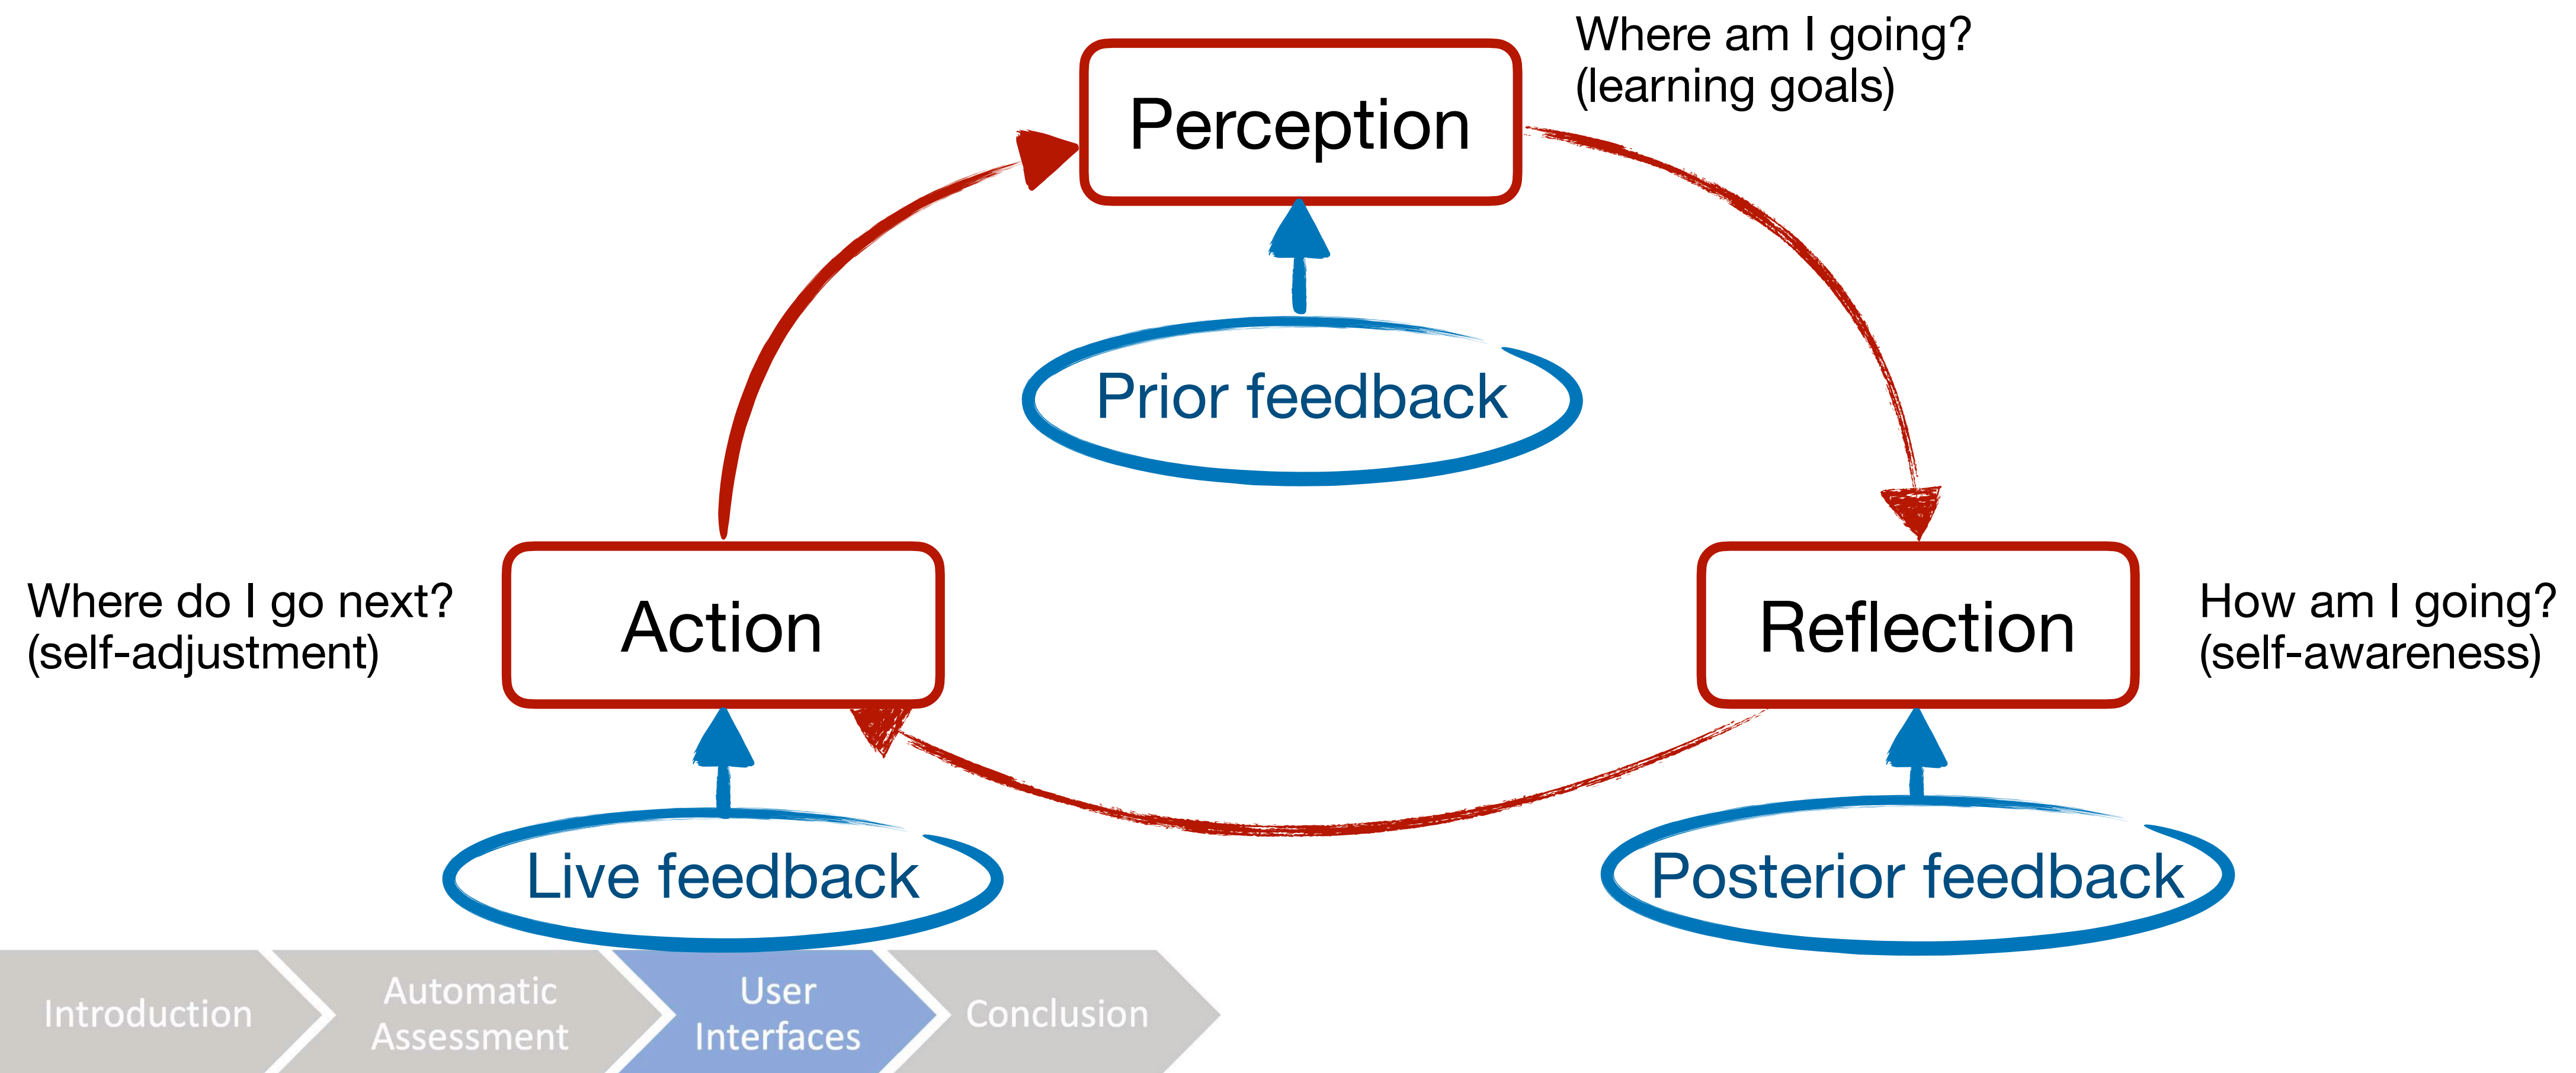 Where am I going?
(learning goals)
Perception
Prior feedback
Where do I go next?
(self-adjustment)
Action
Reflection
How am I going?
(self-awareness)
Live feedback
Posterior feedback
Introduction
Automatic
Assessment
User
Interfaces
Conclusion